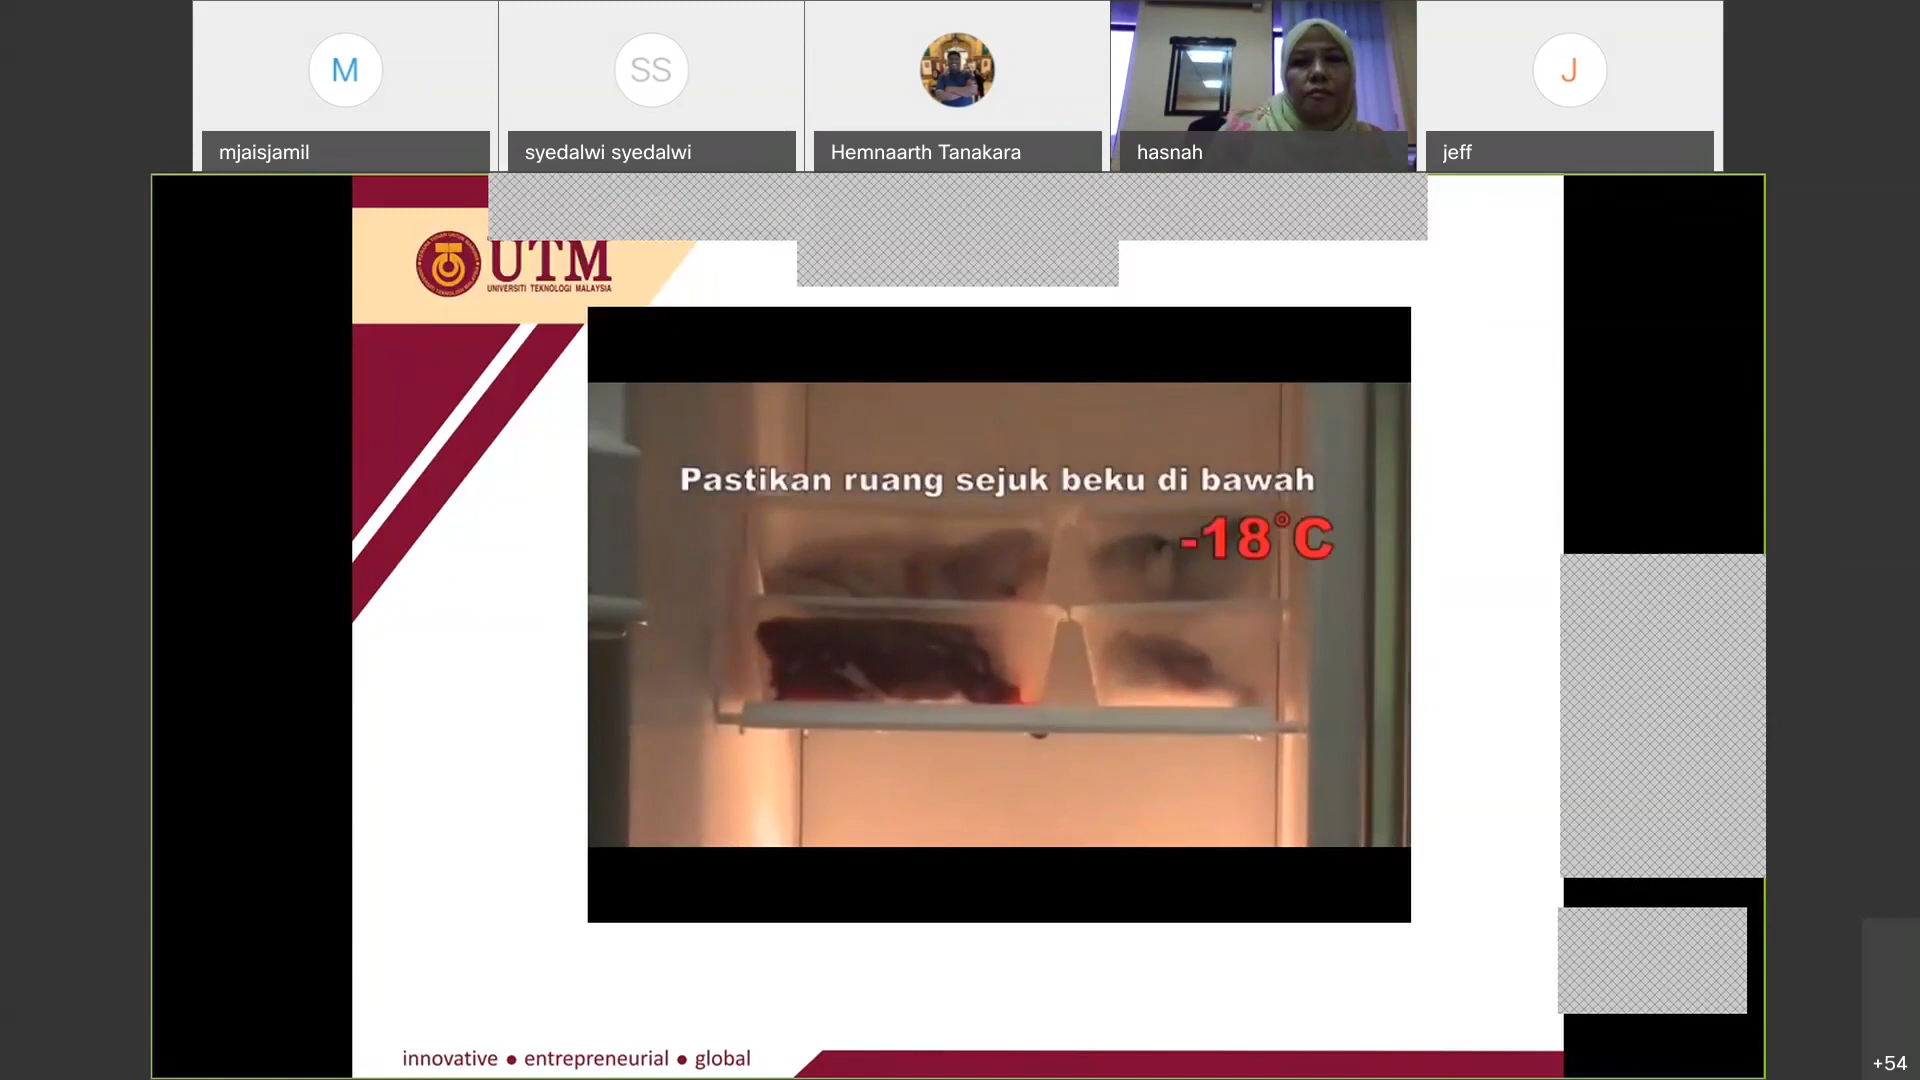 M
SS
J
mjaisjamil
syedalwi syedalwi
Hemnaarth Tanakara
hasnah
jeff
UTM
UNIVERSITI TEKNOLOGI MALAYSIA
Pastikan ruang sejuk beku di bawah
-18°C
innovative ● entrepreneurial ● global
+54